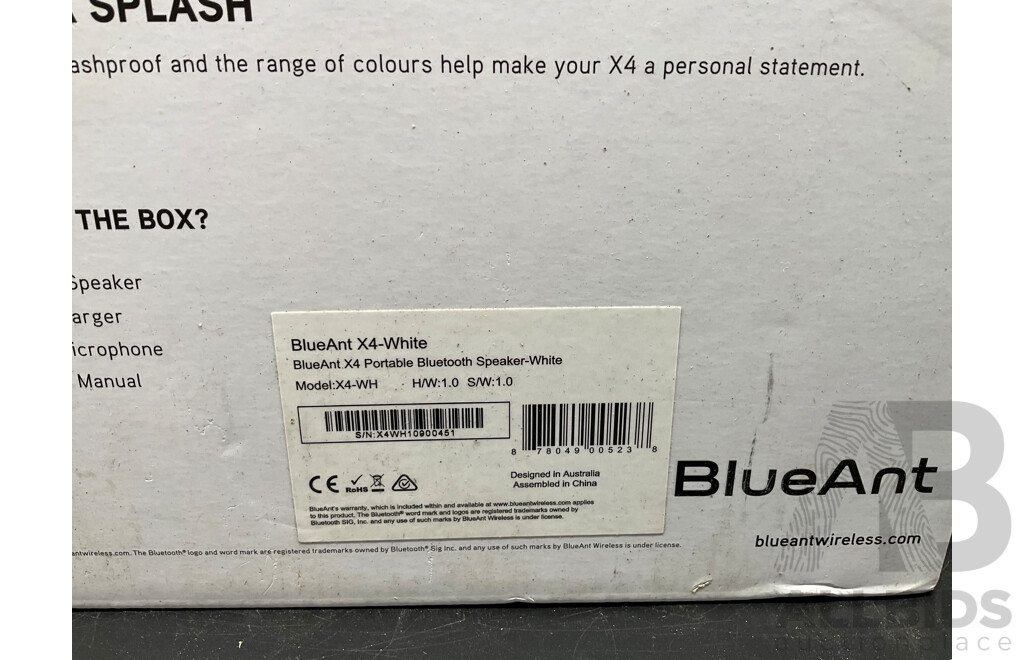 SPLASH
ashproof and the range of colours help make your X4 a personal statement.
THE BOX?
Speaker
arger
icrophone
Manual
BlueAnt X4-White
BlueAnt X4 Portable Bluetooth Speaker-White
Model:X4-WH H/W:1.0 S/W:1.0
S/N:X4WH10900451
8 78049 00523 8
Designed in Australia
Assembled in China
CE RoHS
BlueAnt's warranty, which is included within and available at www.blueantwireless.com applies
to this product. The Bluetooth® word mark and logos are registered trademarks owned by
Bluetooth SIG, Inc. and any use of such marks by BlueAnt Wireless is under license.
BlueAnt
blueantwireless.com
antwireless.com. The Bluetooth® logo and word mark are registered trademarks owned by Bluetooth® Sig Inc. and any use of such marks by BlueAnt Wireless is under license.
AB
ALLBIDS
auctionplace